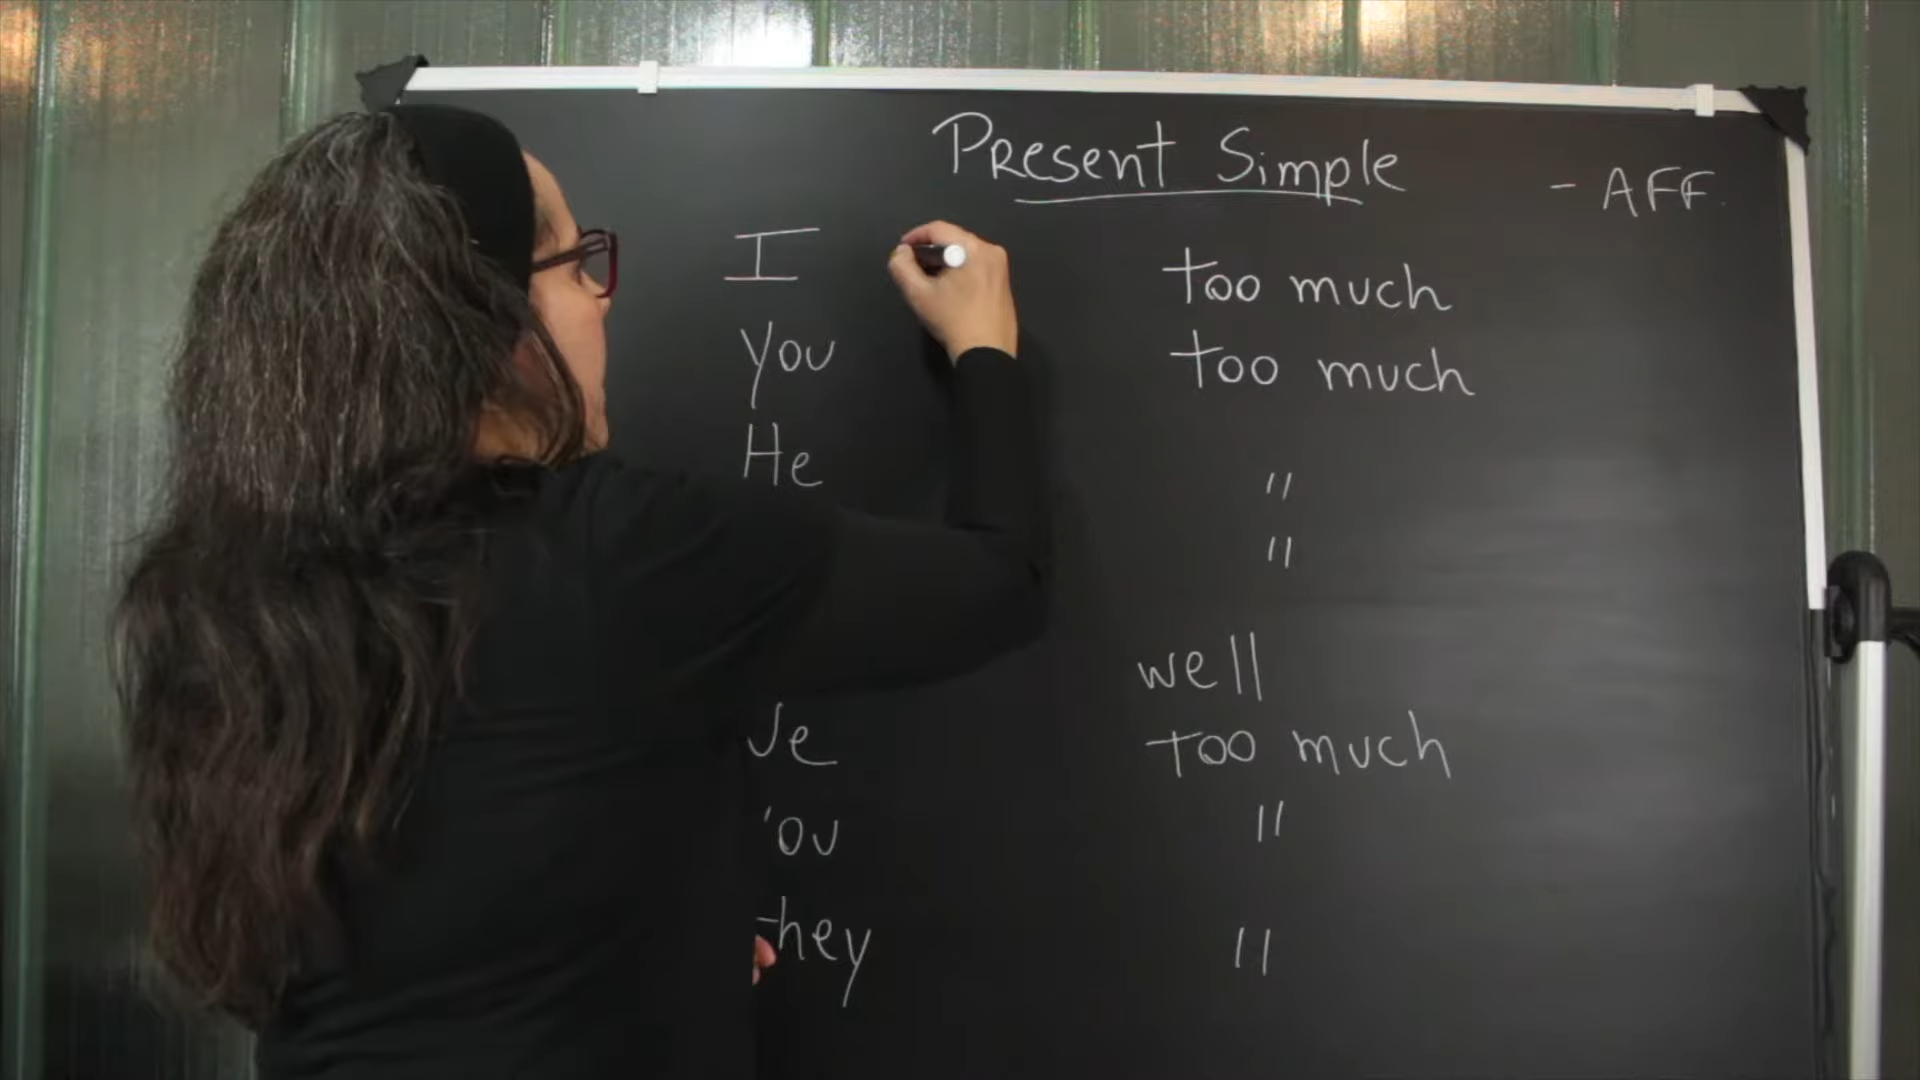 Present Simple - AFF.
I too much
You too much
He "
"
well
too much
"
hey "